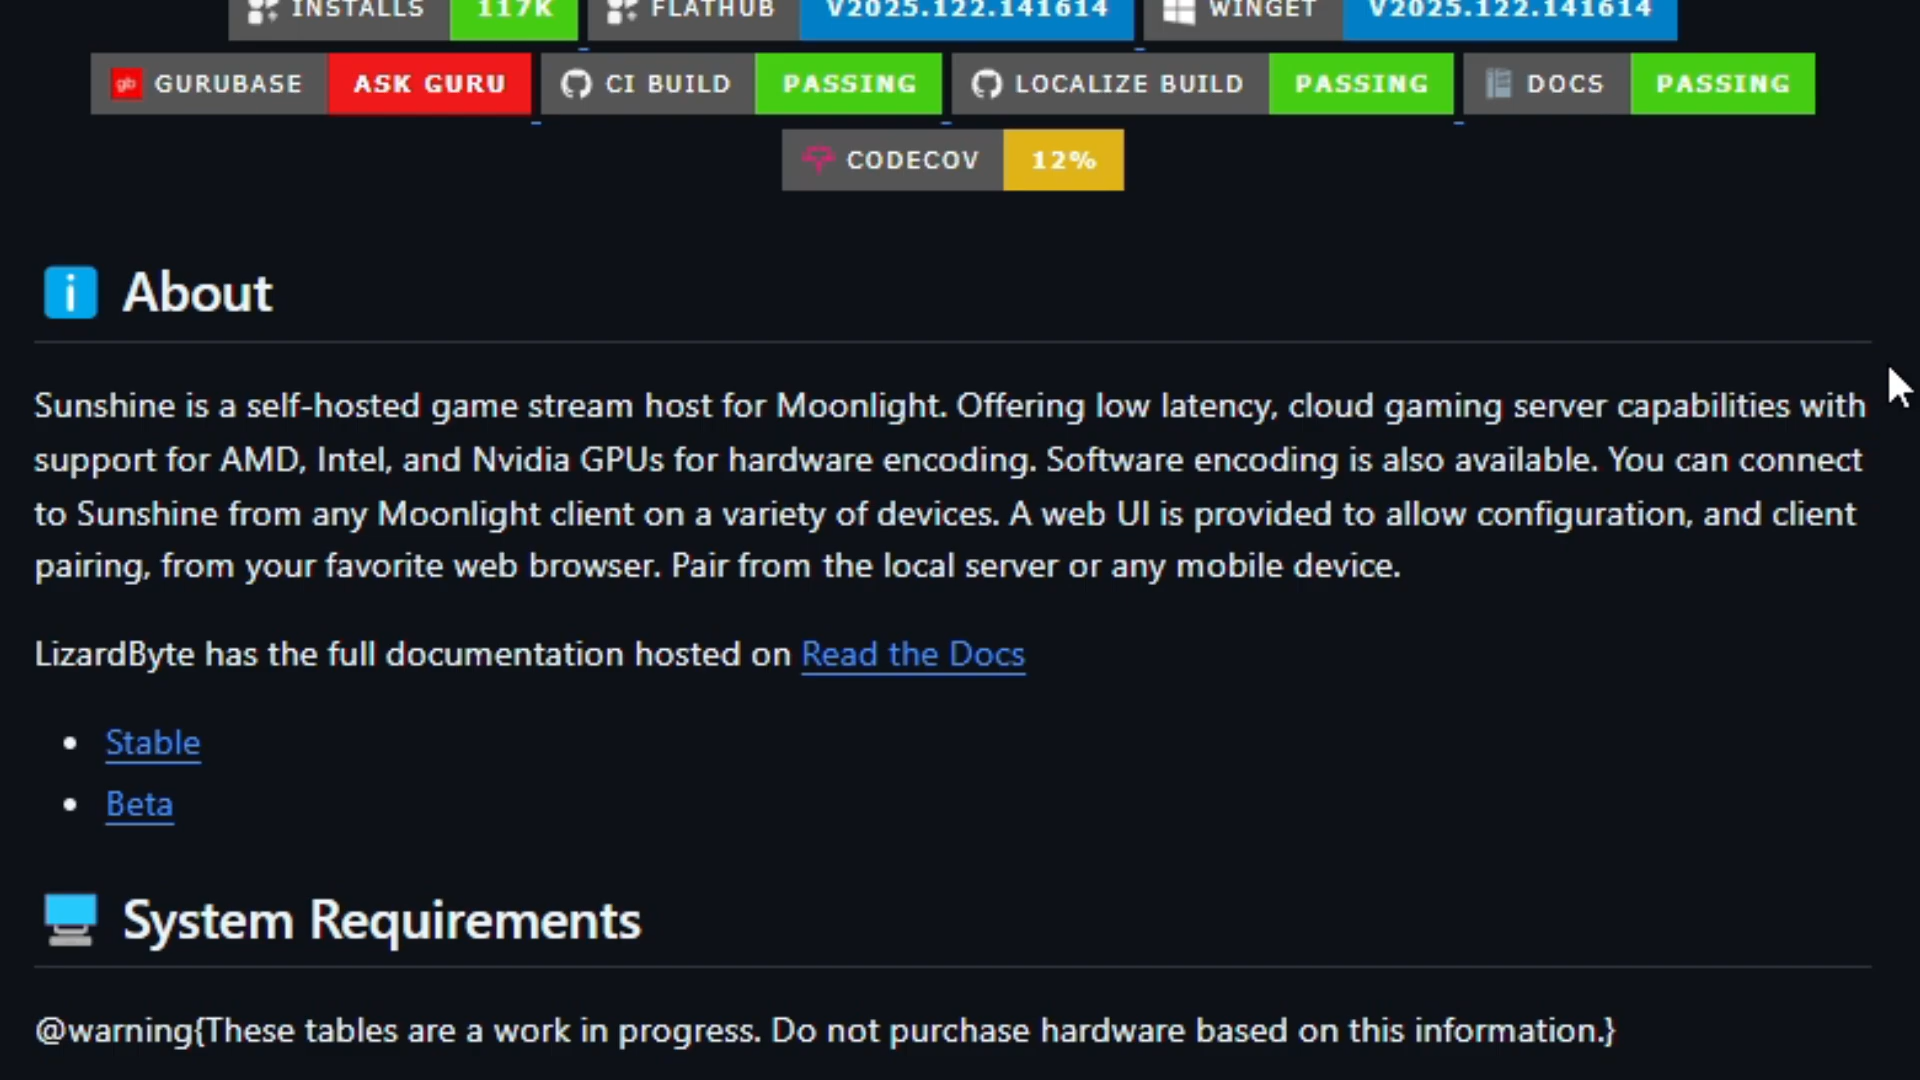 INSTALLS 117K FLATHUB V2025.122.141614 WINGET V2025.122.141614
gb GURUBASE ASK GURU CI BUILD PASSING LOCALIZE BUILD PASSING DOCS PASSING
CODECOV 12%
i About
Sunshine is a self-hosted game stream host for Moonlight. Offering low latency, cloud gaming server capabilities with
support for AMD, Intel, and Nvidia GPUs for hardware encoding. Software encoding is also available. You can connect
to Sunshine from any Moonlight client on a variety of devices. A web UI is provided to allow configuration, and client
pairing, from your favorite web browser. Pair from the local server or any mobile device.
LizardByte has the full documentation hosted on Read the Docs
• Stable
• Beta
System Requirements
@warning{These tables are a work in progress. Do not purchase hardware based on this information.}